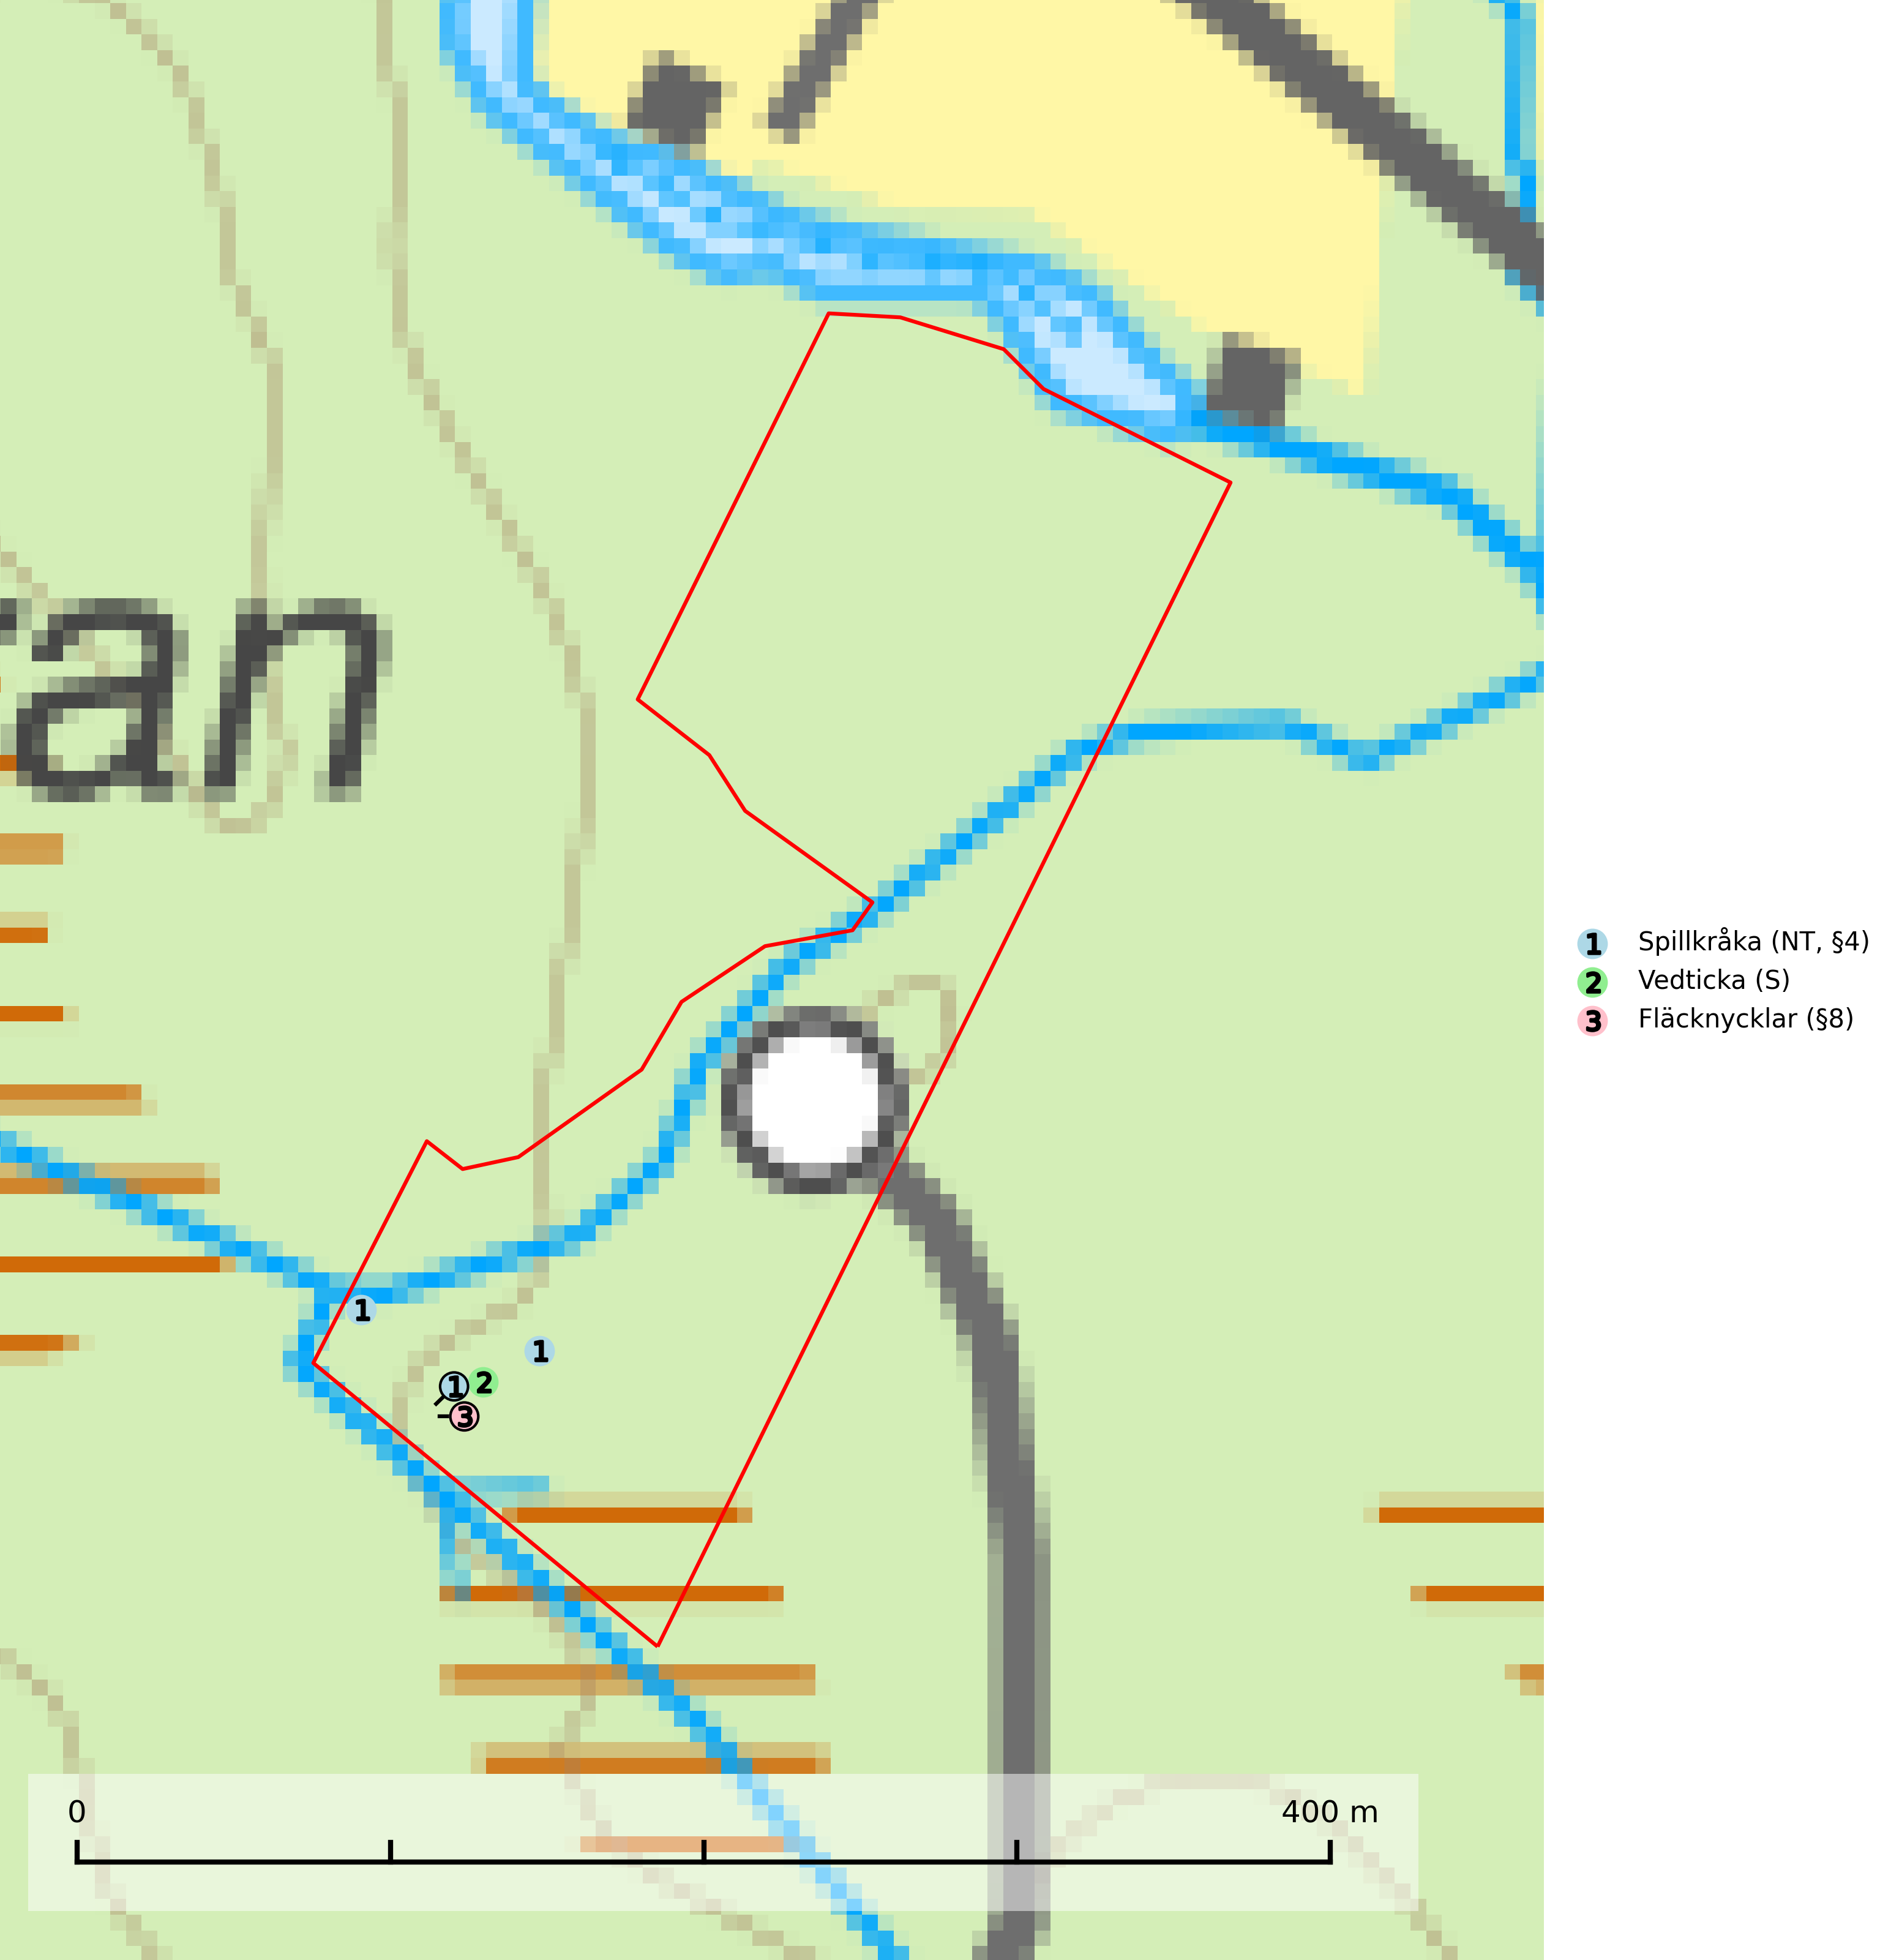 an
1
1
1 2
3
1 Spillkråka (NT, §4)
2 Vedticka (S)
3 Fläcknycklar (§8)
0 400 m